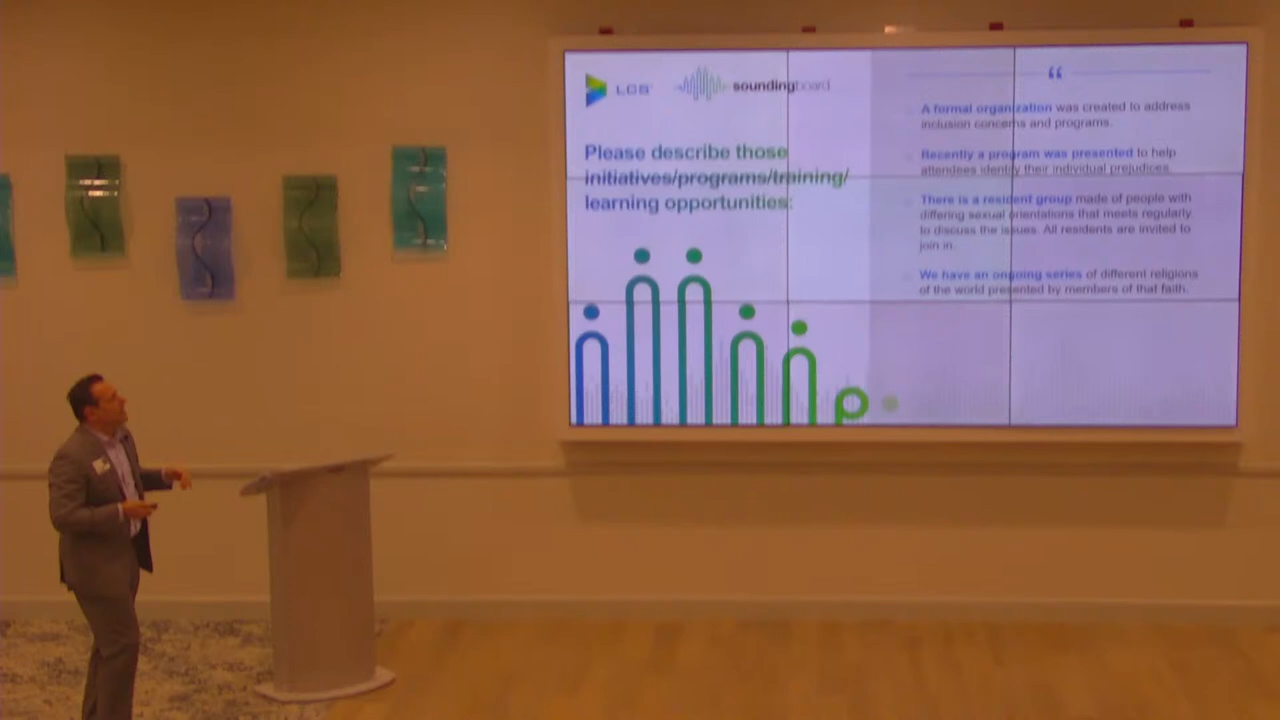 LCS
soundingboard
Please describe those
initiatives/programs/training/
learning opportunities:
“
A formal organization was created to address
inclusion concerns and programs.
Recently a program was presented to help
attendees identify their individual prejudices.
There is a resident group made of people with
differing sexual orientations that meets regularly
to discuss the issues. All residents are invited to
join in.
We have an ongoing series of different religions
of the world presented by members of that faith.